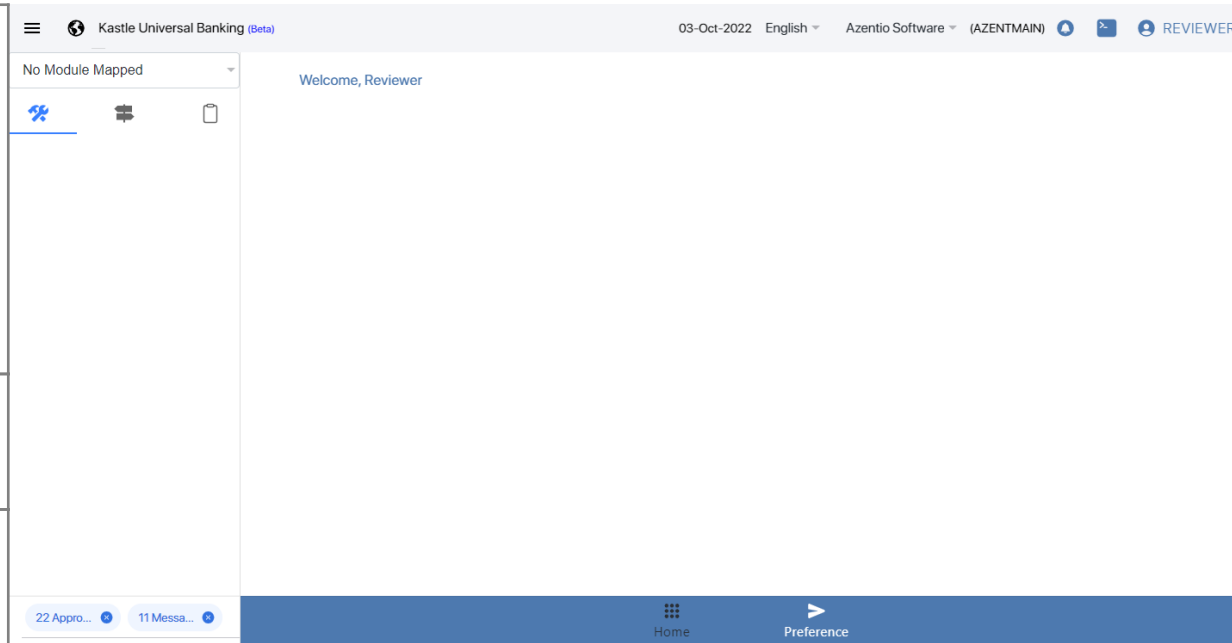 Kastle Universal Banking (Beta)
03-Oct-2022 English Azentio Software (AZENTMAIN) REVIEWER
No Module Mapped
Welcome, Reviewer
22 Appro... 11 Messa...
Home Preference